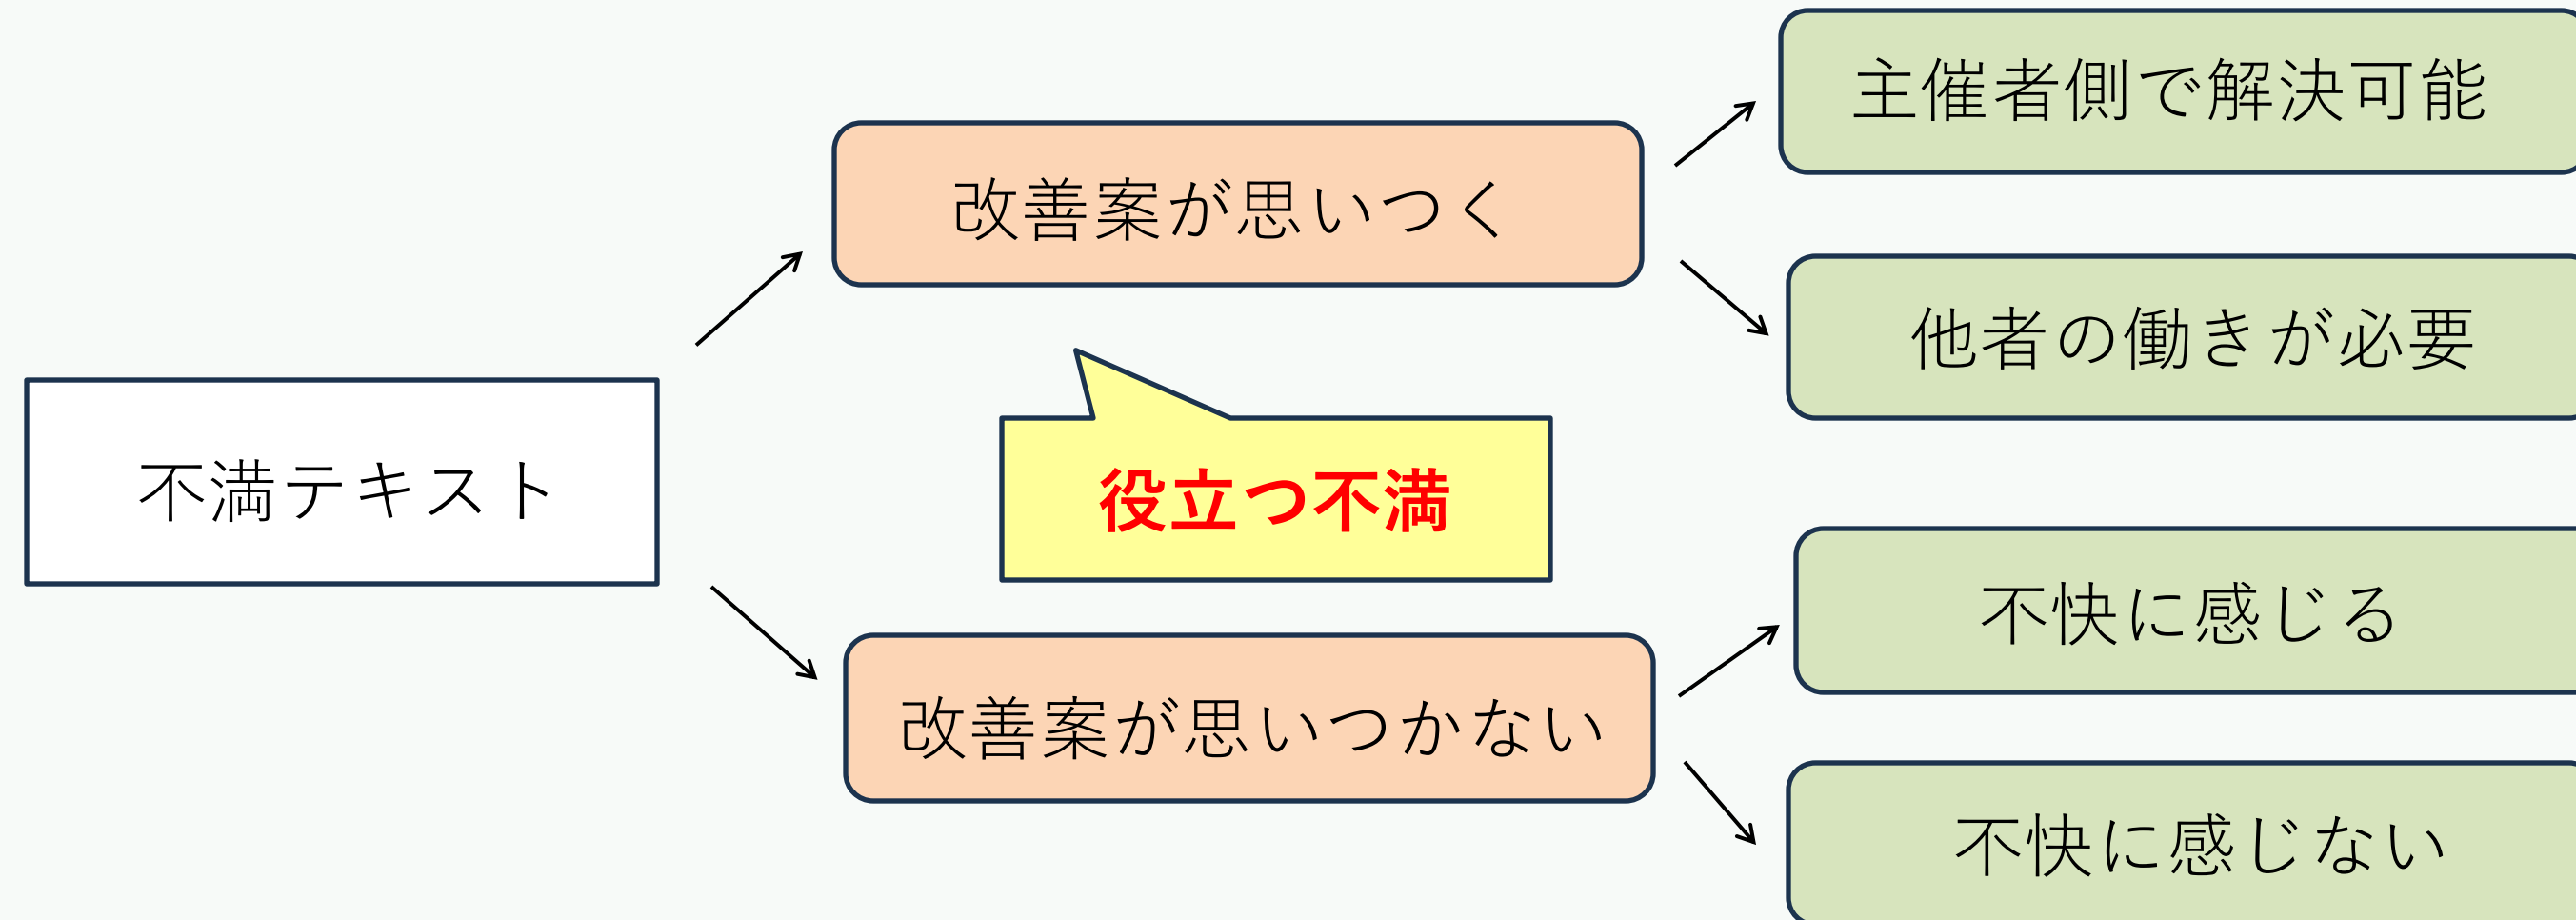 主催者側で解決可能
改善案が思いつく
他者の働きが必要
不満テキスト
役立つ不満
不快に感じる
改善案が思いつかない
不快に感じない